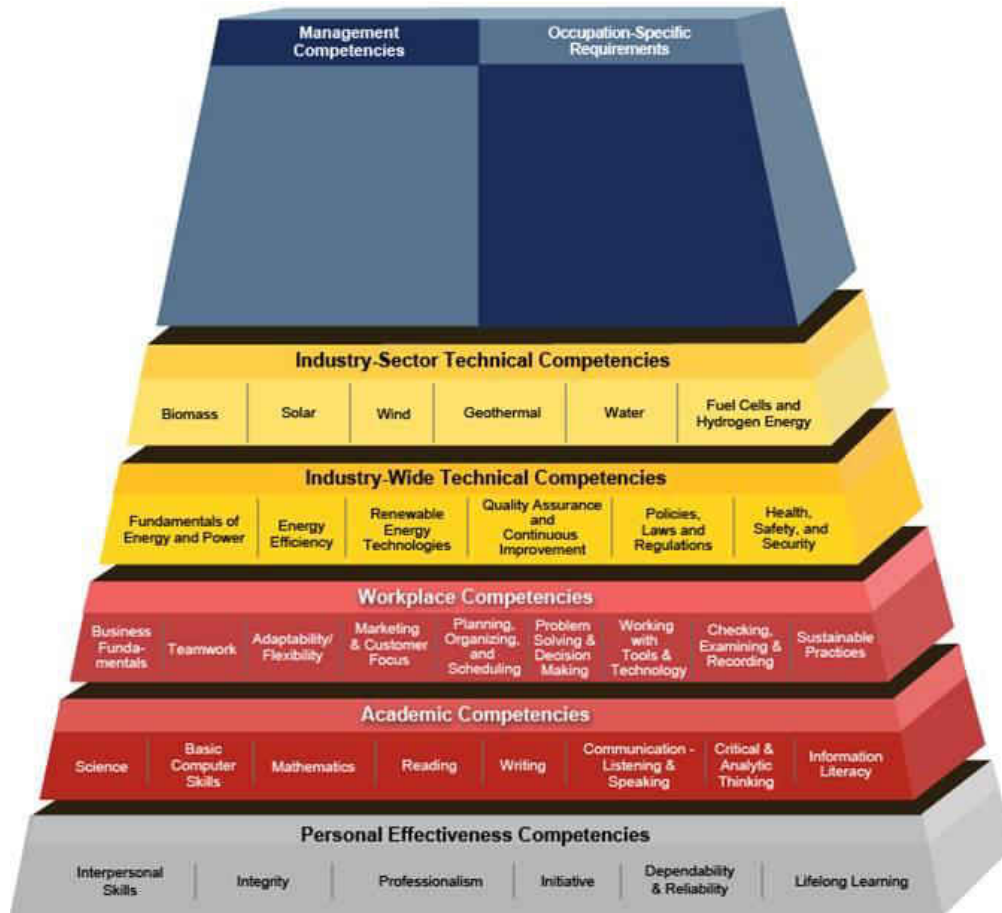 Management
Competencies
Occupation-Specific
Requirements
Industry-Sector Technical Competencies
Biomass
Solar
Wind
Geothermal
Water
Fuel Cells and
Hydrogen Energy
Industry-Wide Technical Competencies
Fundamentals of
Energy and Power
Energy
Efficiency
Renewable
Energy
Technologies
Quality Assurance
and
Continuous
Improvement
Policies,
Laws and
Regulations
Health,
Safety, and
Security
Workplace Competencies
Business
Funda-
mentals
Teamwork
Adaptability/
Flexibility
Marketing
& Customer
Focus
Planning,
Organizing,
and
Scheduling
Problem
Solving &
Decision
Making
Working
with
Tools &
Technology
Checking,
Examining &
Recording
Sustainable
Practices
Academic Competencies
Science
Basic
Computer
Skills
Mathematics
Reading
Writing
Communication -
Listening &
Speaking
Critical &
Analytic
Thinking
Information
Literacy
Personal Effectiveness Competencies
Interpersonal
Skills
Integrity
Professionalism
Initiative
Dependability
& Reliability
Lifelong Learning